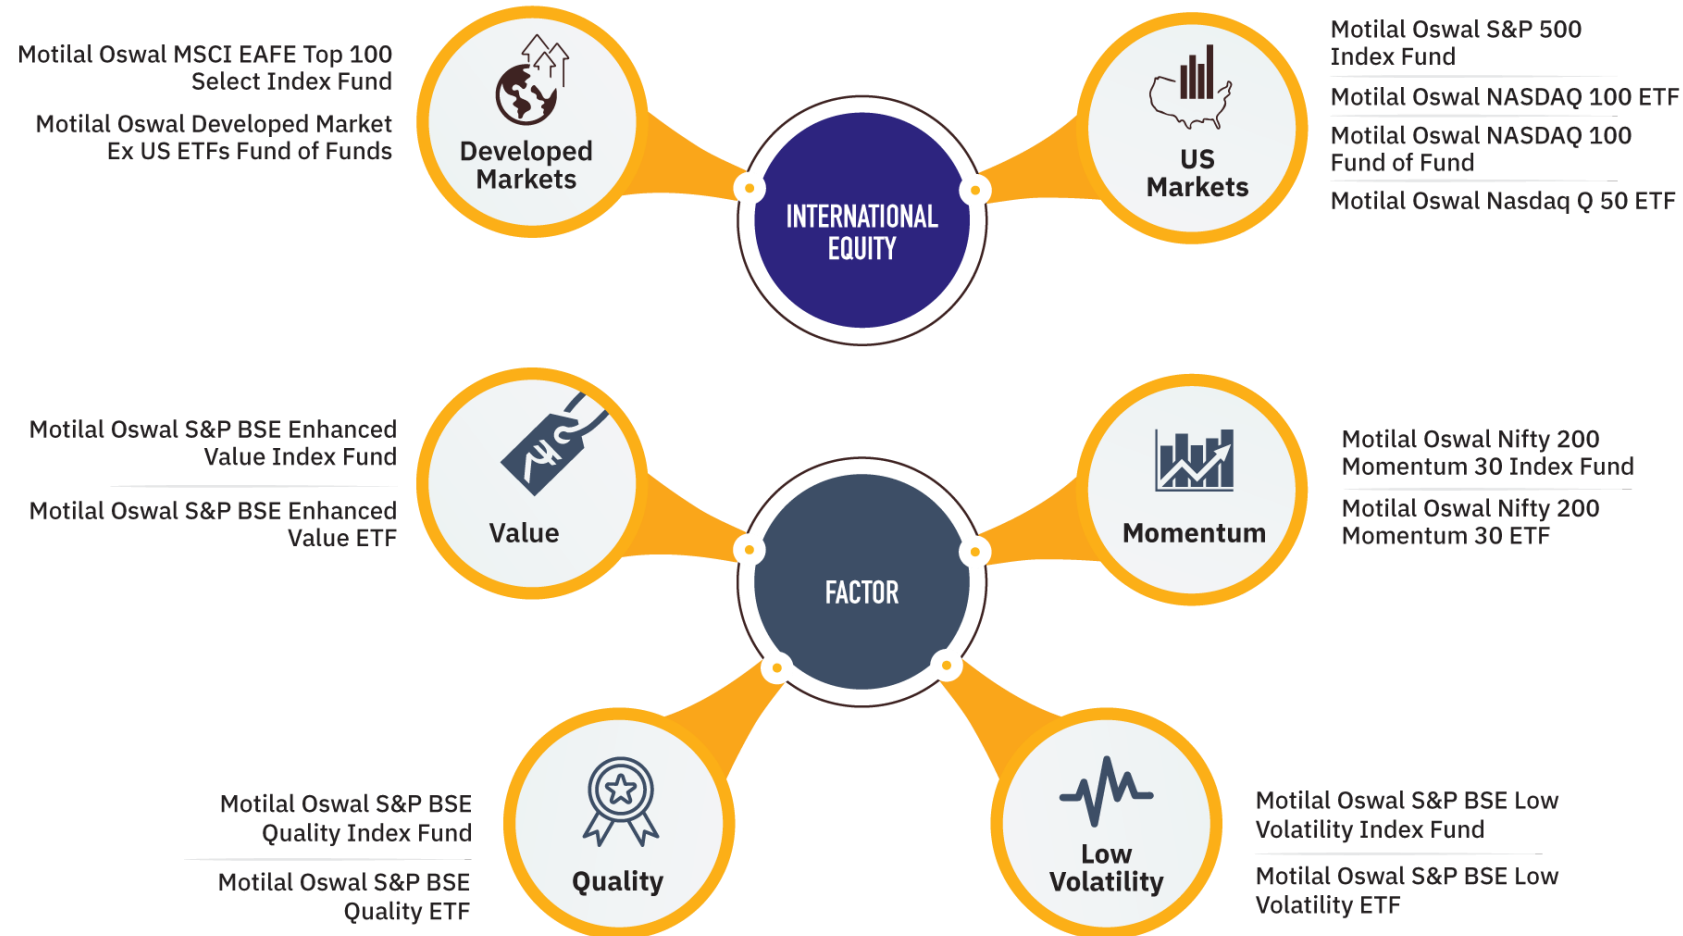 Motilal Oswal MSCI EAFE Top 100
Select Index Fund
Motilal Oswal Developed Market
Ex US ETFs Fund of Funds
Developed
Markets
INTERNATIONAL
EQUITY
US
Markets
Motilal Oswal S&P 500
Index Fund
Motilal Oswal NASDAQ 100 ETF
Motilal Oswal NASDAQ 100
Fund of Fund
Motilal Oswal Nasdaq Q 50 ETF
Motilal Oswal S&P BSE Enhanced
Value Index Fund
Motilal Oswal S&P BSE Enhanced
Value ETF
₹
Value
FACTOR
Momentum
Motilal Oswal Nifty 200
Momentum 30 Index Fund
Motilal Oswal Nifty 200
Momentum 30 ETF
Motilal Oswal S&P BSE
Quality Index Fund
Motilal Oswal S&P BSE
Quality ETF
Quality
Low
Volatility
Motilal Oswal S&P BSE Low
Volatility Index Fund
Motilal Oswal S&P BSE Low
Volatility ETF